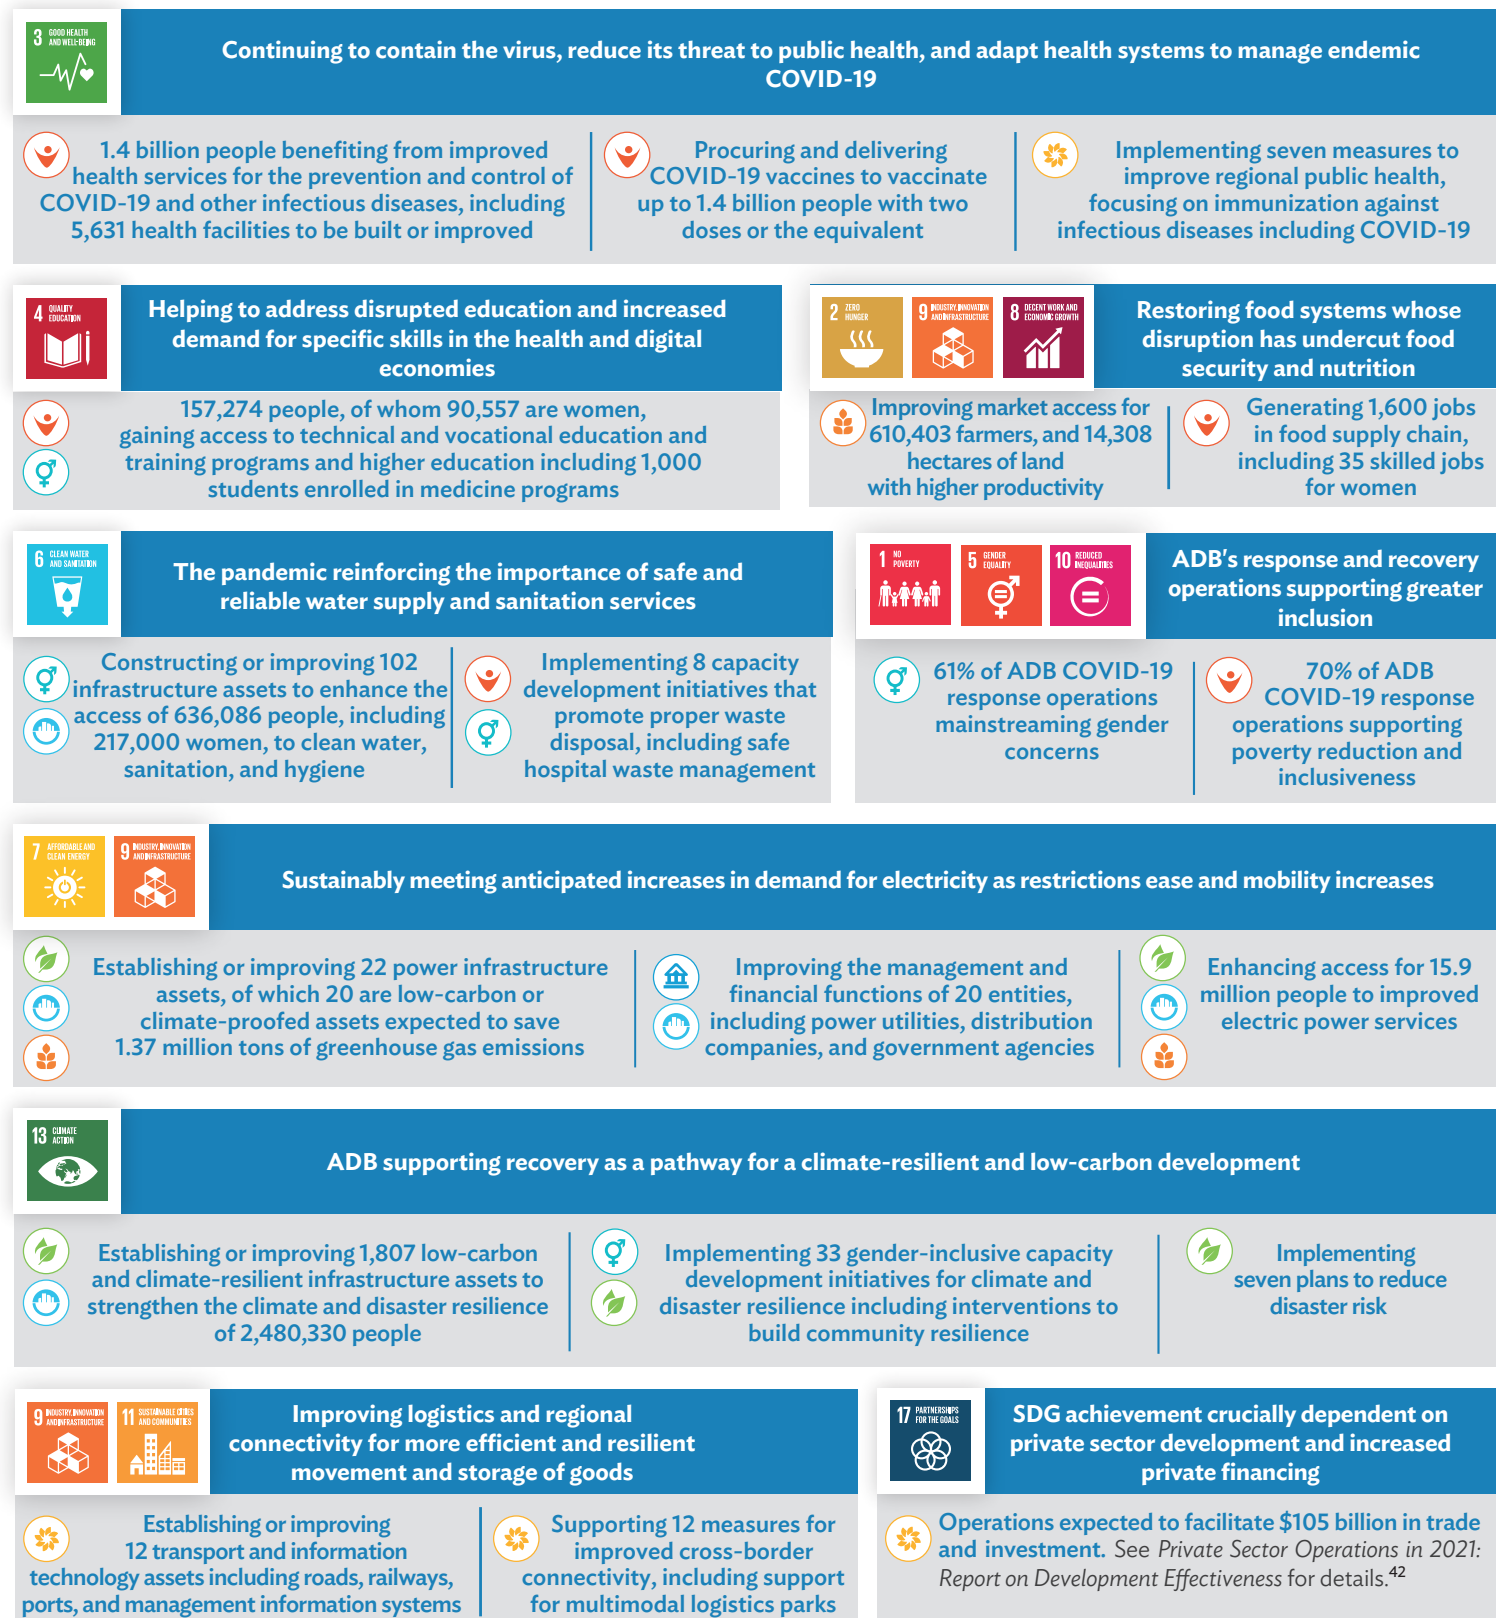 3 GOOD HEALTH
AND WELL-BEING
Continuing to contain the virus, reduce its threat to public health, and adapt health systems to manage endemic
COVID-19
1.4 billion people benefiting from improved
health services for the prevention and control of
COVID-19 and other infectious diseases, including
5,631 health facilities to be built or improved
Procuring and delivering
COVID-19 vaccines to vaccinate
up to 1.4 billion people with two
doses or the equivalent
Implementing seven measures to
improve regional public health,
focusing on immunization against
infectious diseases including COVID-19
4 QUALITY
EDUCATION
Helping to address disrupted education and increased
demand for specific skills in the health and digital
economies
157,274 people, of whom 90,557 are women,
gaining access to technical and vocational education and
training programs and higher education including 1,000
students enrolled in medicine programs
2 ZERO
HUNGER
9 INDUSTRY, INNOVATION
AND INFRASTRUCTURE
8 DECENT WORK AND
ECONOMIC GROWTH
Restoring food systems whose
disruption has undercut food
security and nutrition
Improving market access for
610,403 farmers, and 14,308
hectares of land
with higher productivity
Generating 1,600 jobs
in food supply chain,
including 35 skilled jobs
for women
6 CLEAN WATER
AND SANITATION
The pandemic reinforcing the importance of safe and
reliable water supply and sanitation services
Constructing or improving 102
infrastructure assets to enhance the
access of 636,086 people, including
217,000 women, to clean water,
sanitation, and hygiene
Implementing 8 capacity
development initiatives that
promote proper waste
disposal, including safe
hospital waste management
1 NO
POVERTY
5 GENDER
EQUALITY
10 REDUCED
INEQUALITIES
ADB's response and recovery
operations supporting greater
inclusion
61% of ADB COVID-19
response operations
mainstreaming gender
concerns
70% of ADB
COVID-19 response
operations supporting
poverty reduction and
inclusiveness
7 AFFORDABLE AND
CLEAN ENERGY
9 INDUSTRY, INNOVATION
AND INFRASTRUCTURE
Sustainably meeting anticipated increases in demand for electricity as restrictions ease and mobility increases
Establishing or improving 22 power infrastructure
assets, of which 20 are low-carbon or
climate-proofed assets expected to save
1.37 million tons of greenhouse gas emissions
Improving the management and
financial functions of 20 entities,
including power utilities, distribution
companies, and government agencies
Enhancing access for 15.9
million people to improved
electric power services
13 CLIMATE
ACTION
ADB supporting recovery as a pathway for a climate-resilient and low-carbon development
Establishing or improving 1,807 low-carbon
and climate-resilient infrastructure assets to
strengthen the climate and disaster resilience
of 2,480,330 people
Implementing 33 gender-inclusive capacity
development initiatives for climate and
disaster resilience including interventions to
build community resilience
Implementing
seven plans to reduce
disaster risk
9 INDUSTRY, INNOVATION
AND INFRASTRUCTURE
11 SUSTAINABLE CITIES
AND COMMUNITIES
Improving logistics and regional
connectivity for more efficient and resilient
movement and storage of goods
Establishing or improving
12 transport and information
technology assets including roads, railways,
ports, and management information systems
Supporting 12 measures for
improved cross-border
connectivity, including support
for multimodal logistics parks
17 PARTNERSHIPS
FOR THE GOALS
SDG achievement crucially dependent on
private sector development and increased
private financing
Operations expected to facilitate $105 billion in trade
and investment. See Private Sector Operations in 2021:
Report on Development Effectiveness for details.42